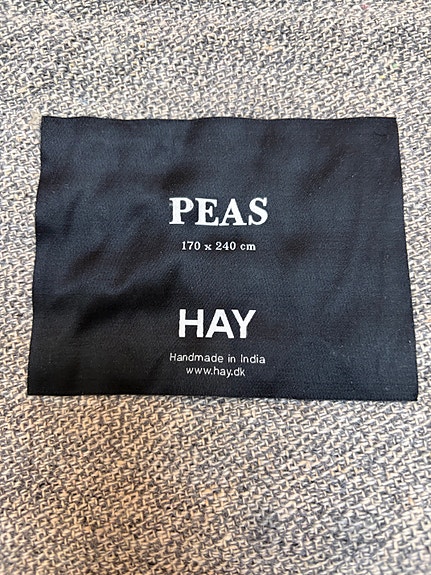 PEAS
170 x 240 cm
HAY
Handmade in India
www.hay.dk